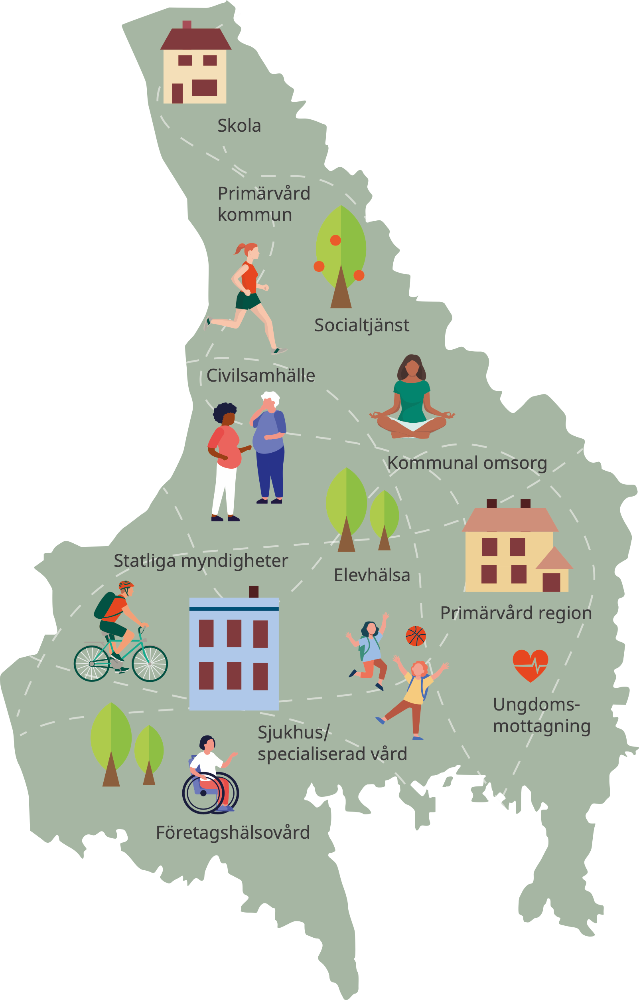 Skola
Primärvård
kommun
Socialtjänst
Civilsamhälle
Kommunal omsorg
Statliga myndigheter
Elevhälsa
Primärvård region
Ungdoms-
mottagning
Sjukhus/
specialiserad vård
Företagshälsovård